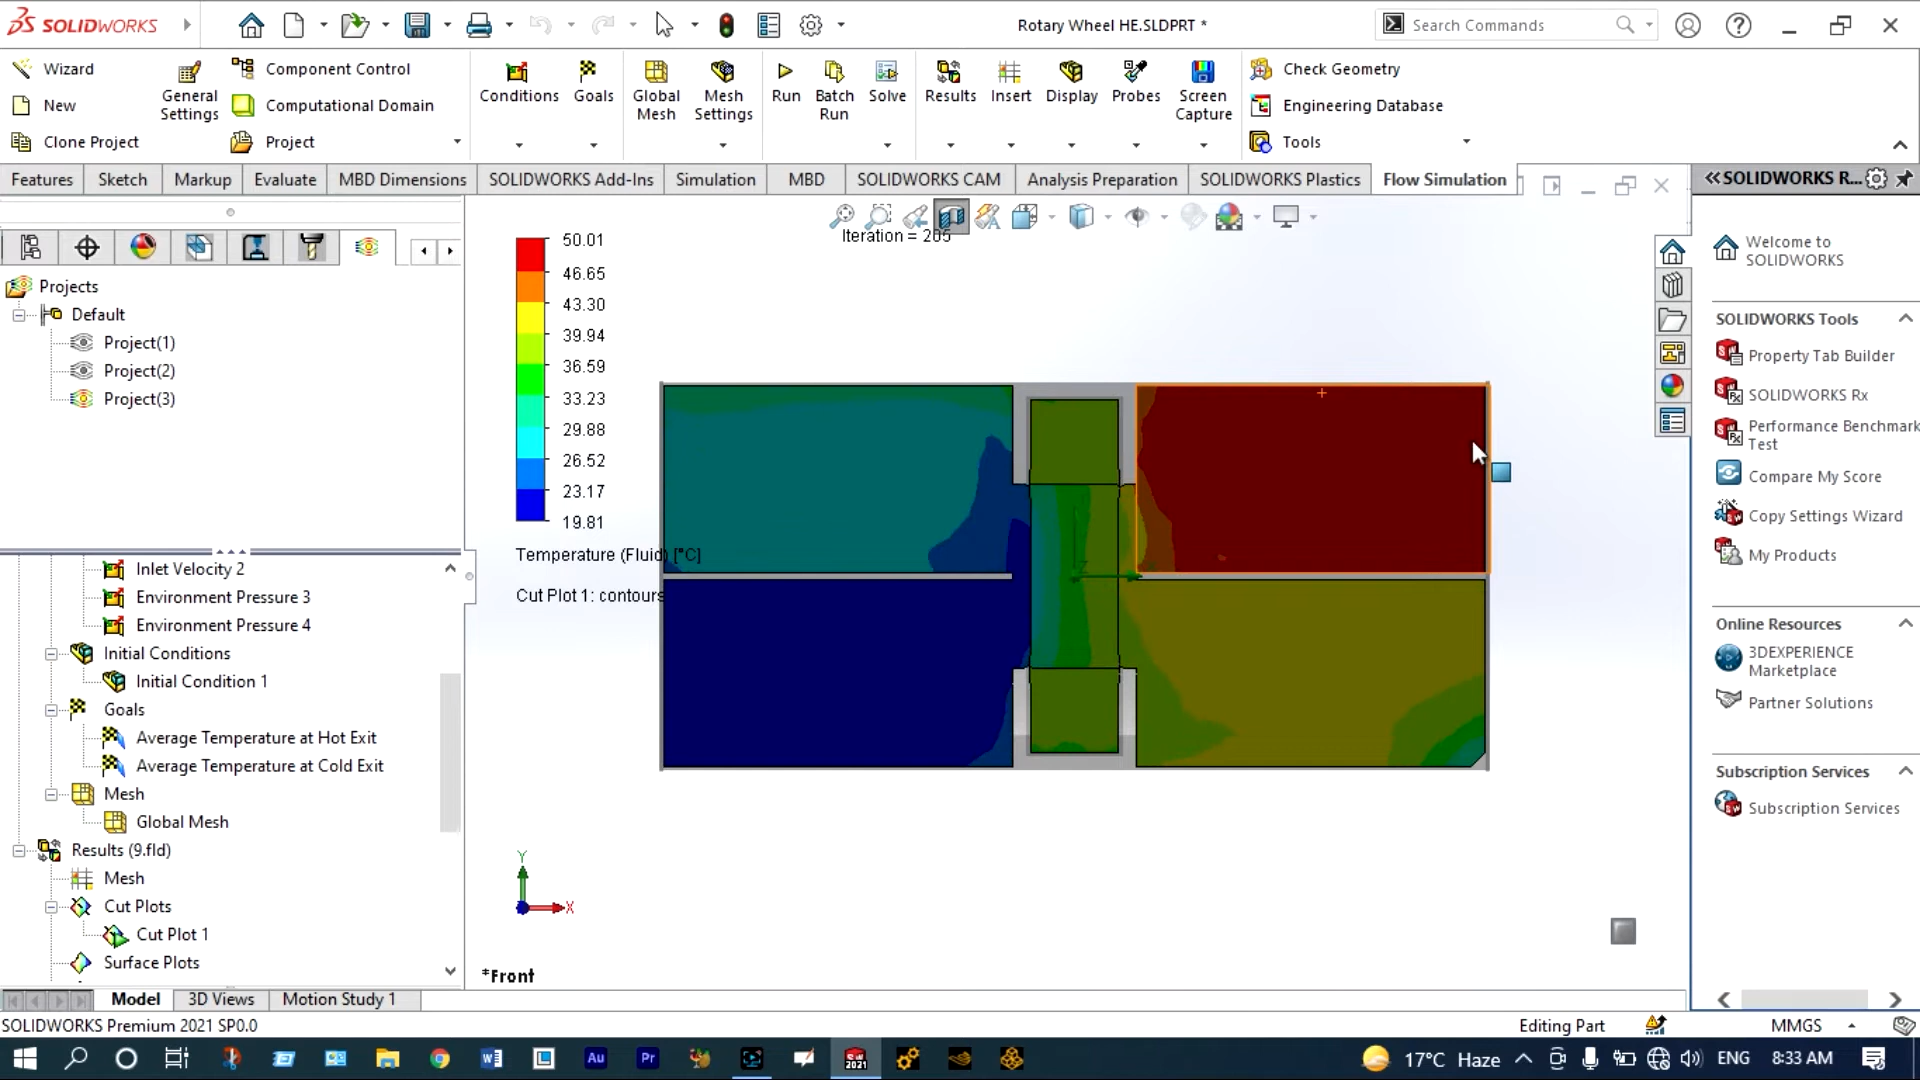 SOLIDWORKS
Rotary Wheel HE.SLDPRT *
Search Commands
Wizard
New
Clone Project
General Settings
Component Control
Computational Domain
Project
Conditions
Goals
Global Mesh
Mesh Settings
Run
Batch Run
Solve
Results
Insert
Display
Probes
Screen Capture
Check Geometry
Engineering Database
Tools
Features
Sketch
Markup
Evaluate
MBD Dimensions
SOLIDWORKS Add-Ins
Simulation
MBD
SOLIDWORKS CAM
Analysis Preparation
SOLIDWORKS Plastics
Flow Simulation
SOLIDWORKS R...
Projects
Default
Project(1)
Project(2)
Project(3)
Inlet Velocity 2
Environment Pressure 3
Environment Pressure 4
Initial Conditions
Initial Condition 1
Goals
Average Temperature at Hot Exit
Average Temperature at Cold Exit
Mesh
Global Mesh
Results (9.fld)
Mesh
Cut Plots
Cut Plot 1
Surface Plots
Iteration = 205
50.01
46.65
43.30
39.94
36.59
33.23
29.88
26.52
23.17
19.81
Temperature (Fluid) [°C]
Cut Plot 1: contours
Y
X
*Front
Welcome to
SOLIDWORKS
SOLIDWORKS Tools
Property Tab Builder
SOLIDWORKS Rx
Performance Benchmark
Test
Compare My Score
Copy Settings Wizard
My Products
Online Resources
3DEXPERIENCE
Marketplace
Partner Solutions
Subscription Services
Subscription Services
Model
3D Views
Motion Study 1
SOLIDWORKS Premium 2021 SP0.0
Editing Part
MMGS
17°C Haze
ENG
8:33 AM